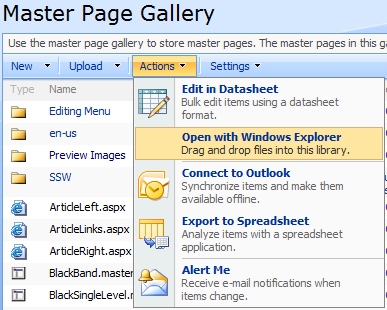 Master Page Gallery
Use the master page gallery to store master pages. The master pages in this ga
New Upload Actions Settings
Type Name
Editing Menu
en-us
Preview Images
SSW
ArticleLeft.aspx
ArticleLinks.aspx
ArticleRight.aspx
BlackBand.master
BlackSingleLevel.m
Edit in Datasheet
Bulk edit items using a datasheet
format.
Open with Windows Explorer
Drag and drop files into this library.
Connect to Outlook
Synchronize items and make them
available offline.
Export to Spreadsheet
Analyze items with a spreadsheet
application.
Alert Me
Receive e-mail notifications when
items change.